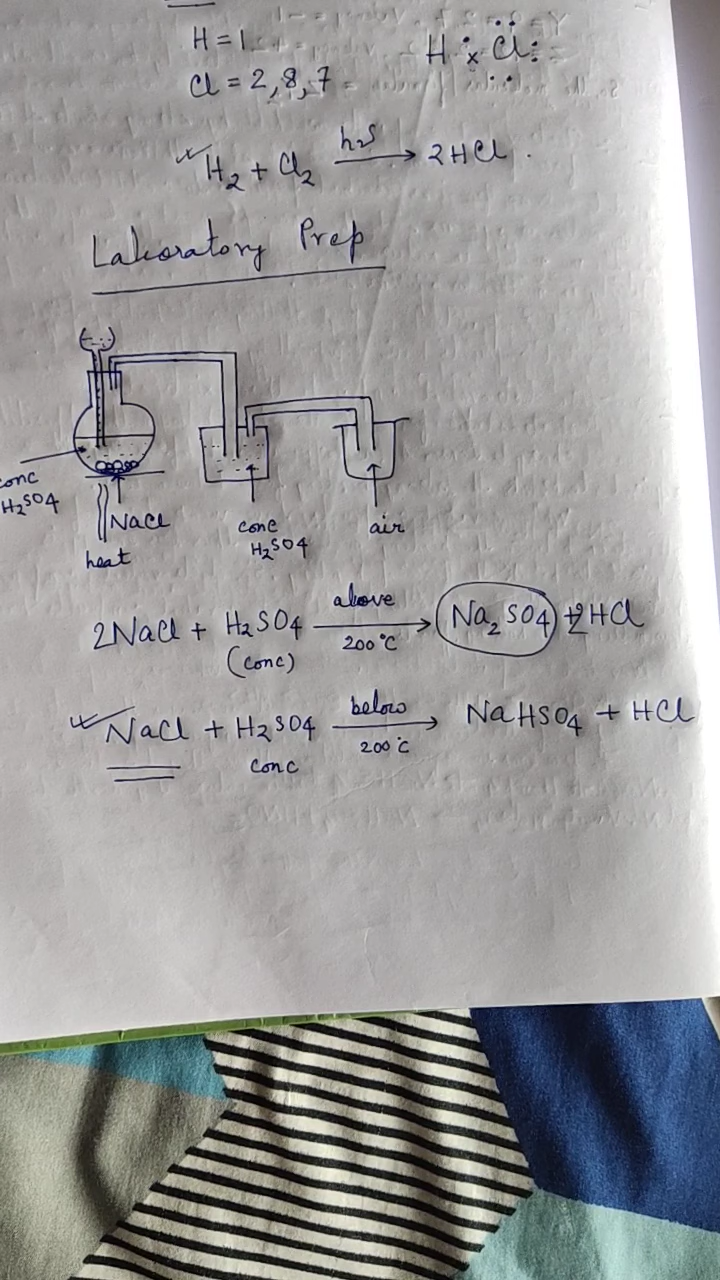 H = 1
Cl = 2, 8, 7
H Cl
H₂ + Cl₂ hν → 2HCl .
Laboratory Prep
conc
H₂SO₄
NaCl
heat
conc
H₂SO₄
air
2NaCl + H₂SO₄ above 200°C → Na₂SO₄ + 2HCl
(conc)
NaCl + H₂SO₄ below 200°C → NaHSO₄ + HCl
conc